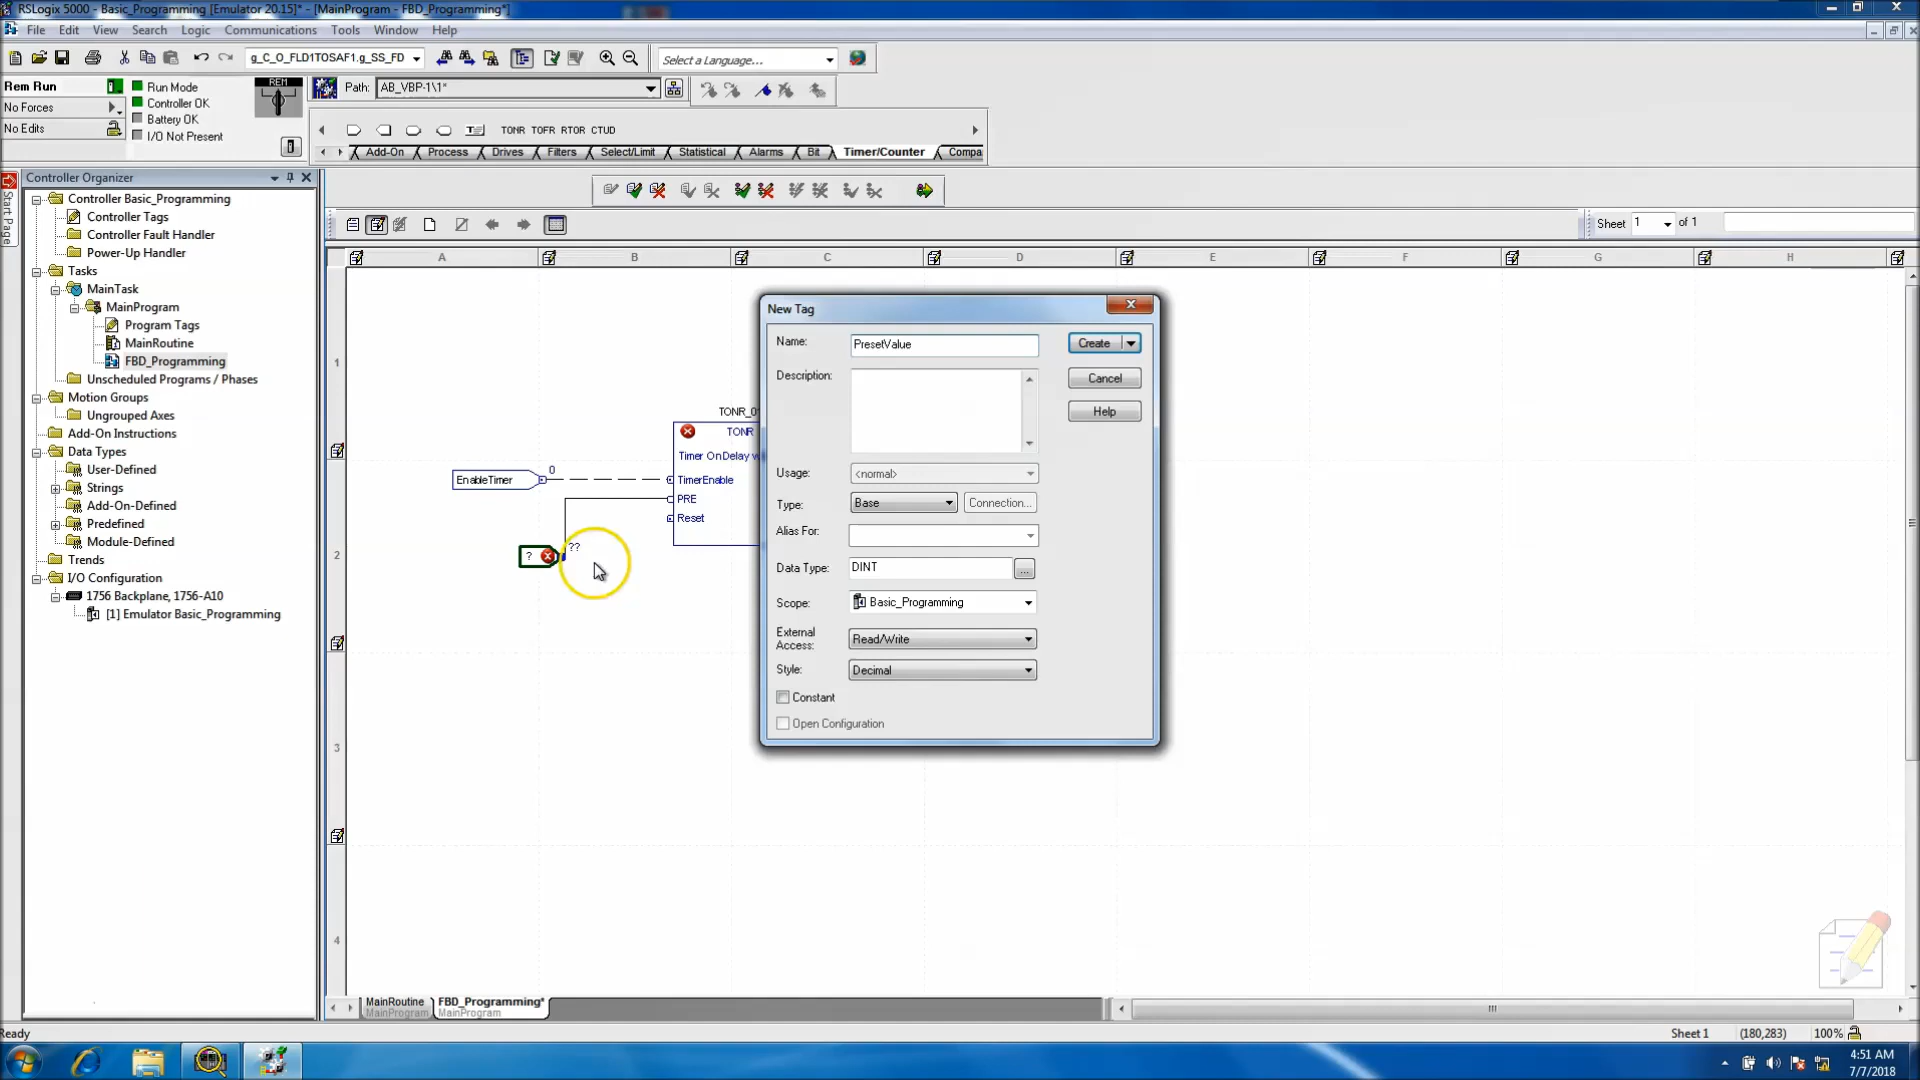 RSLogix 5000 - Basic_Programming [Emulator 20.15]* - [MainProgram - FBD_Programming*]
File Edit View Search Logic Communications Tools Window Help
g_C_O_FLD1TOSAF1.g_SS_FD
Select a Language...
Rem Run
No Forces
No Edits
Run Mode
Controller OK
Battery OK
I/O Not Present
REM
Path: AB_VBP-1\1*
TONR TOFR RTOR CTUD
Add-On Process Drives Filters Select/Limit Statistical Alarms Bit Timer/Counter Compa
Start Page
Controller Organizer
Controller Basic_Programming
Controller Tags
Controller Fault Handler
Power-Up Handler
Tasks
MainTask
MainProgram
Program Tags
MainRoutine
FBD_Programming
Unscheduled Programs / Phases
Motion Groups
Ungrouped Axes
Add-On Instructions
Data Types
User-Defined
Strings
Add-On-Defined
Predefined
Module-Defined
Trends
I/O Configuration
1756 Backplane, 1756-A10
[1] Emulator Basic_Programming
Sheet 1 of 1
A B C D E F G H
1
2
3
4
TONR_0
TONR
Timer OnDelay w
EnableTimer
0
TimerEnable
PRE
Reset
?
??
New Tag
Name: PresetValue
Description:
Usage: <normal>
Type: Base
Connection...
Alias For:
Data Type: DINT
...
Scope: Basic_Programming
External Access: Read/Write
Style: Decimal
Constant
Open Configuration
Create
Cancel
Help
MainRoutine
MainProgram
FBD_Programming*
MainProgram
Ready
Sheet 1
(180,283)
100%
4:51 AM
7/7/2018